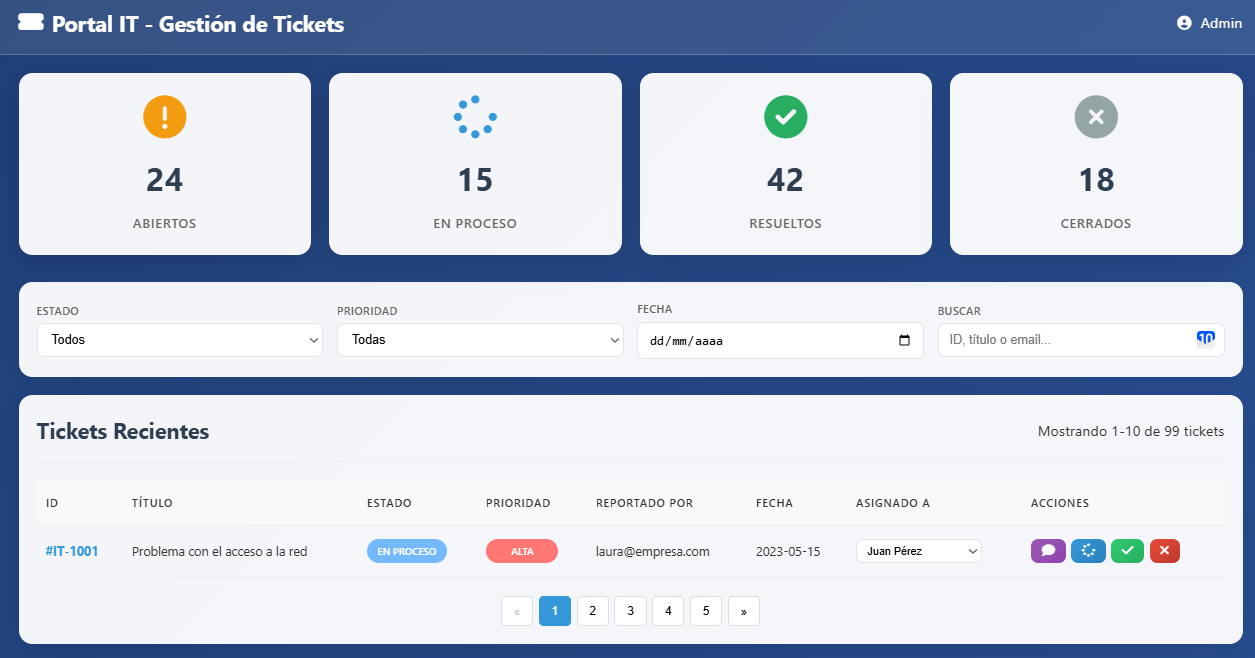 Portal IT - Gestión de Tickets
Admin
24
ABIERTOS
15
EN PROCESO
42
RESUELTOS
18
CERRADOS
ESTADO
Todos
PRIORIDAD
Todas
FECHA
dd/mm/aaaa
BUSCAR
ID, título o email...
10
Tickets Recientes
Mostrando 1-10 de 99 tickets
ID TÍTULO ESTADO PRIORIDAD REPORTADO POR FECHA ASIGNADO A ACCIONES
#IT-1001 Problema con el acceso a la red EN PROCESO ALTA laura@empresa.com 2023-05-15 Juan Pérez
« 1 2 3 4 5 »